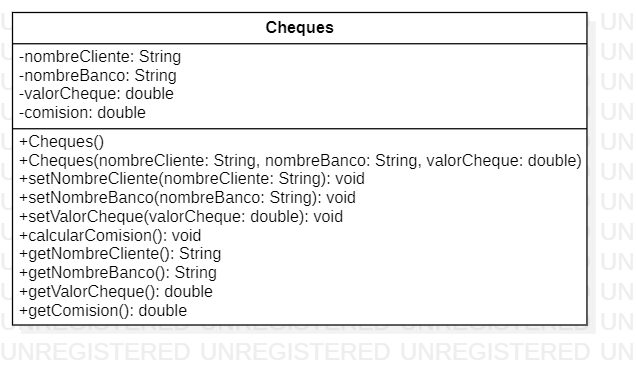 Cheques
-nombreCliente: String
-nombreBanco: String
-valorCheque: double
-comision: double
+Cheques()
+Cheques(nombreCliente: String, nombreBanco: String, valorCheque: double)
+setNombreCliente(nombreCliente: String): void
+setNombreBanco(nombreBanco: String): void
+setValorCheque(valorCheque: double): void
+calcularComision(): void
+getNombreCliente(): String
+getNombreBanco(): String
+getValorCheque(): double
+getComision(): double
UNREGISTERED UNREGISTERED UNREGISTERED UN